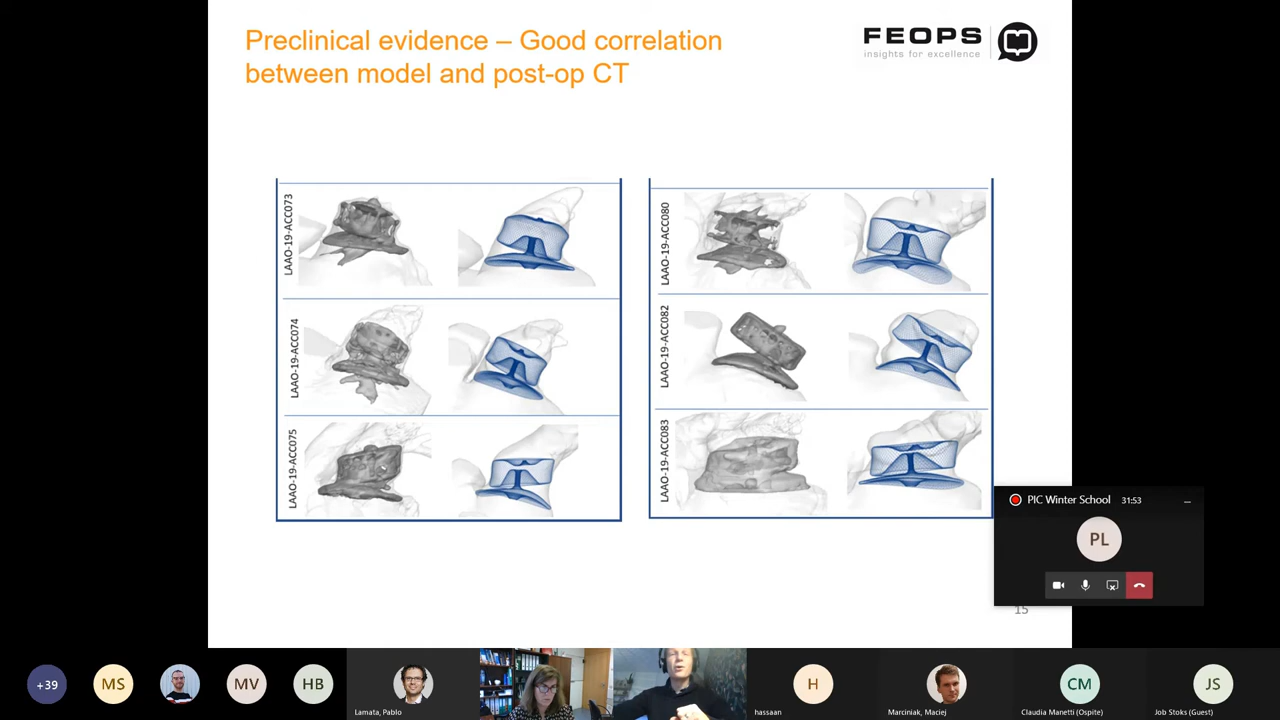 Preclinical evidence – Good correlation
between model and post-op CT
FEOPS
insights for excellence
LAAO-19-ACC073
LAAO-19-ACC074
LAAO-19-ACC075
LAAO-19-ACC080
LAAO-19-ACC082
LAAO-19-ACC083
PIC Winter School
31:53
PL
15
+39
MS
MV
HB
Lamata, Pablo
H
hassaan
Marciniak, Maciej
CM
Claudia Manetti (Ospite)
JS
Job Stoks (Guest)